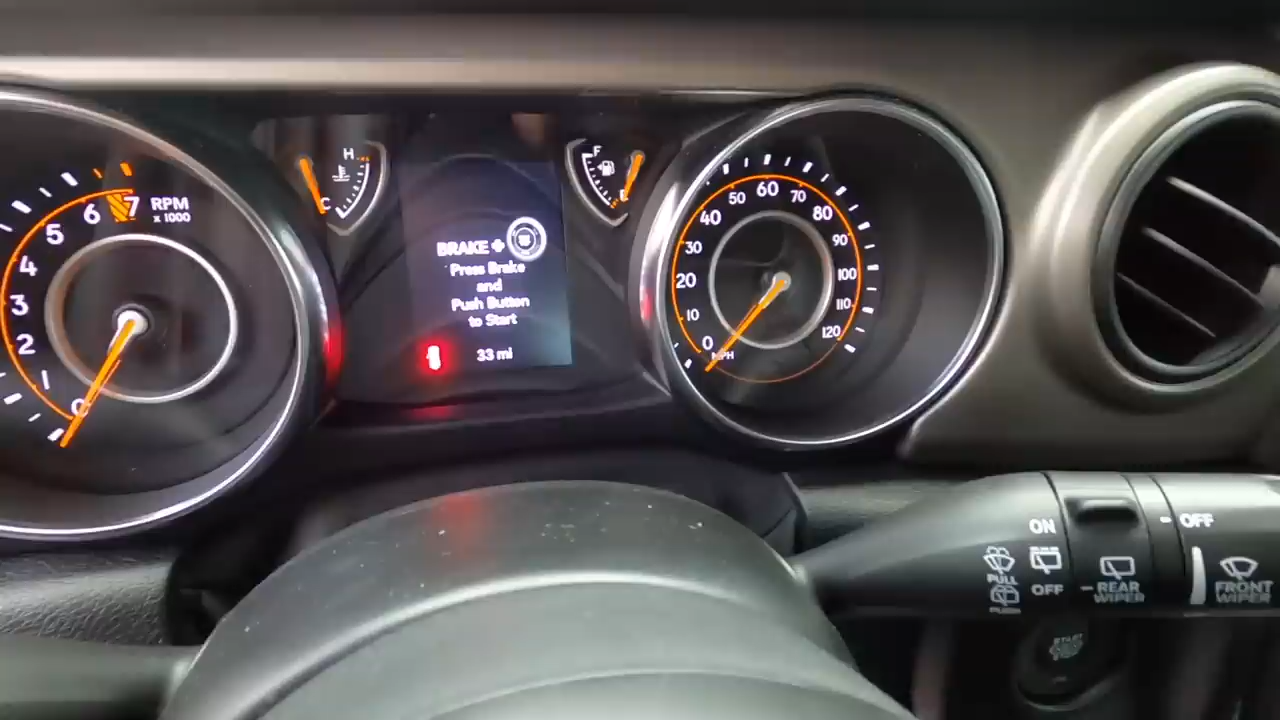 7
6
5
4
3
2
1
0
RPM
x 1000
H
C
F
E
BRAKE +
Press Brake
and
Push Button
to Start
33 mi
0
10
20
30
40
50
60
70
80
90
100
110
120
MPH
ON
OFF
PULL
PUSH
REAR
WIPER
OFF
FRONT
WIPER
START